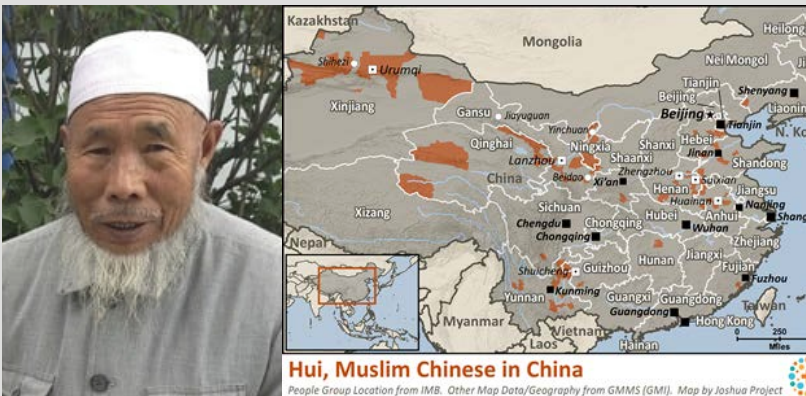 Kazakhstan
Mongolia
Heilong
Nei Mongol
Shihezi
Urumqi
Tianjin
Shenyang
Beijing
Liaonin
Xinjiang
Gansu
Jiayuguan
Beijing
Tianjin
N. Ko
Yinchuan
Hebei
Qinghai
Ningxia
Shanxi
Jinan
Shandong
Lanzhou
Shaanxi
Zhengzhou
China
Beidao
Xi'an
Suixian
Henan
Jiangsu
Xizang
Huainan
Nanjing
Sichuan
Hubei
Anhui
Shang
Chengdu
Chongqing
Wuhan
Chongqing
Zhejiang
Nepal
Hunan
Jiangxi
Shuicheng
Guizhou
Fujian
Fuzhou
Yunnan
Kunming
Guangxi
Guangdong
Taiwan
Guangdong
Myanmar
Hong Kong
Vietnam
Laos
Hainan
0 250
Miles
Hui, Muslim Chinese in China
People Group Location from IMB. Other Map Data/Geography from GMMS (GMI). Map by Joshua Project